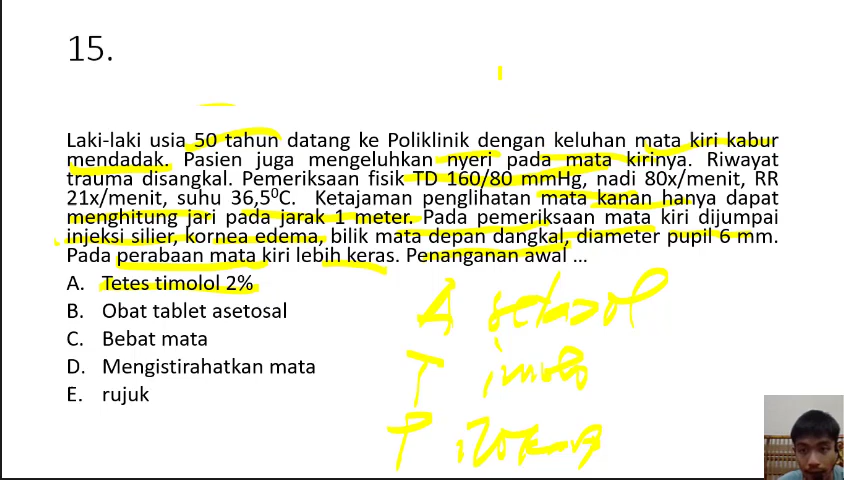 15.
Laki-laki usia 50 tahun datang ke Poliklinik dengan keluhan mata kiri kabur
mendadak. Pasien juga mengeluhkan nyeri pada mata kirinya. Riwayat
trauma disangkal. Pemeriksaan fisik TD 160/80 mmHg, nadi 80x/menit, RR
21x/menit, suhu 36,5⁰C. Ketajaman penglihatan mata kanan hanya dapat
menghitung jari pada jarak 1 meter. Pada pemeriksaan mata kiri dijumpai
injeksi silier, kornea edema, bilik mata depan dangkal, diameter pupil 6 mm.
Pada perabaan mata kiri lebih keras. Penanganan awal ...
A. Tetes timolol 2%
B. Obat tablet asetosal
C. Bebat mata
D. Mengistirahatkan mata
E. rujuk
A
T
P